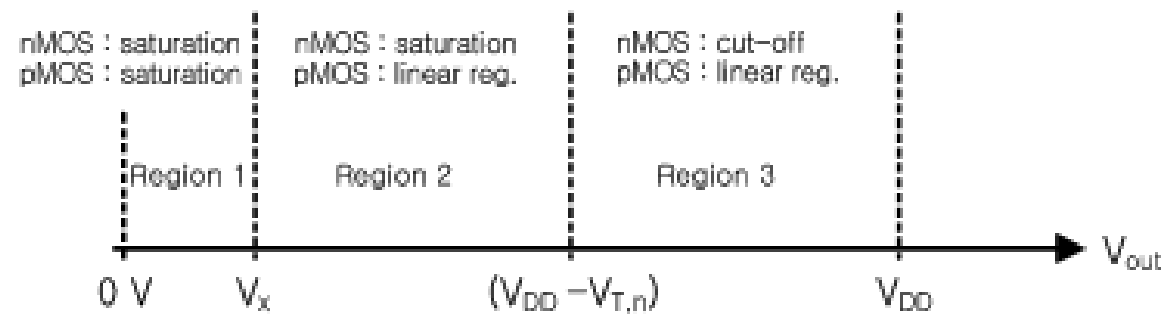 nMOS : saturation
pMOS : saturation
nMOS : saturation
pMOS : linear reg.
nMOS : cut-off
pMOS : linear reg.
Region 1
Region 2
Region 3
0 V
Vx
(VDD -VT,n)
VDD
Vout